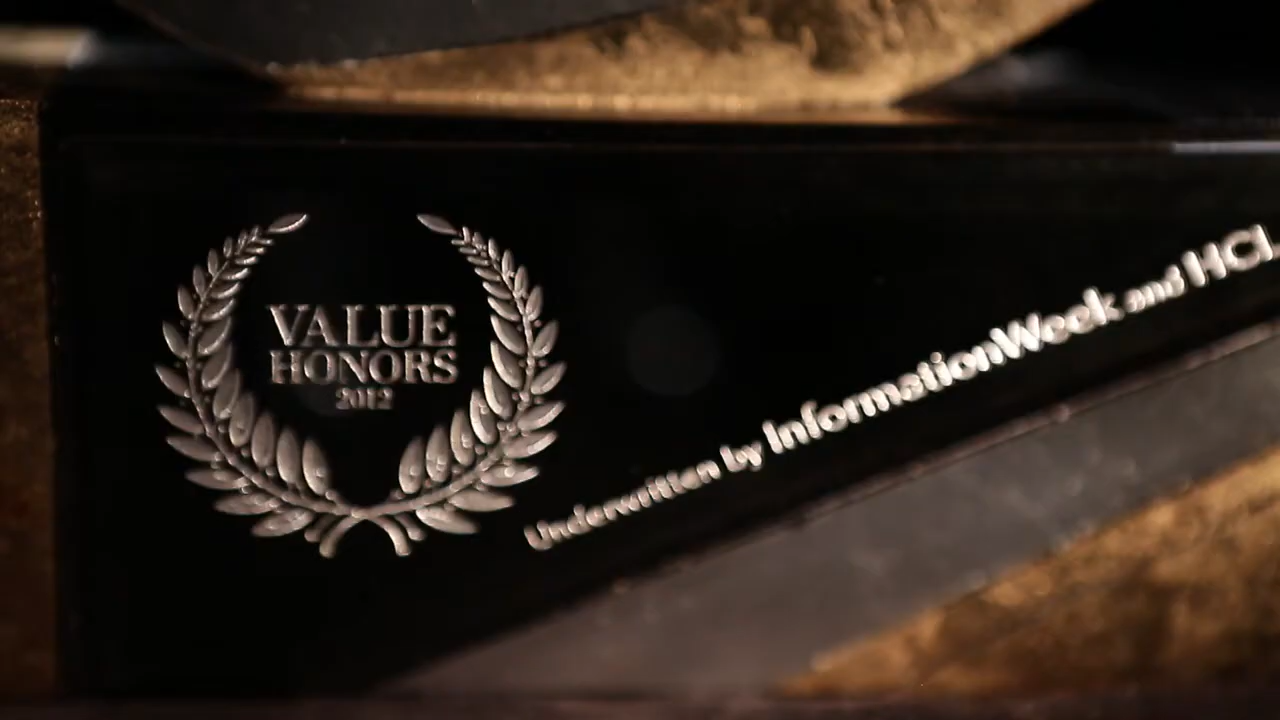 VALUE
HONORS
2012
Underwritten by InformationWeek and HCL